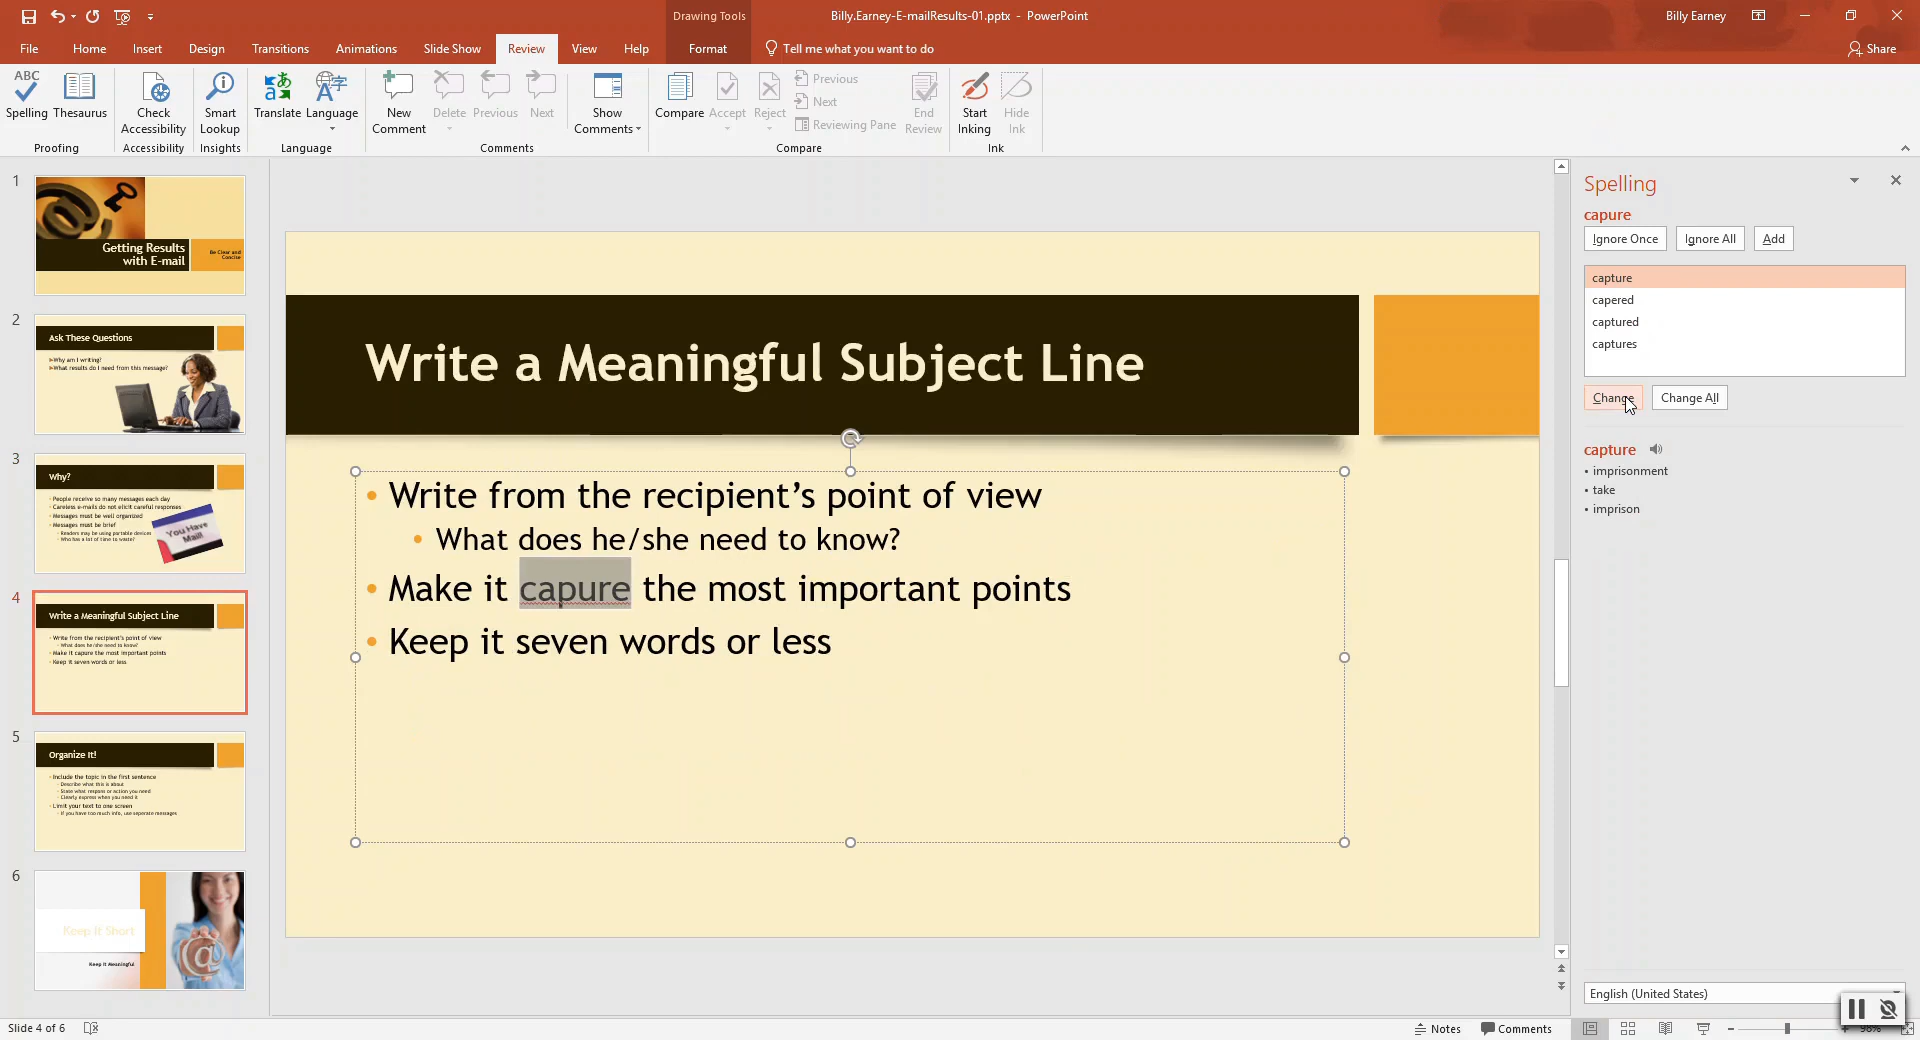 Drawing Tools
Billy.Earney-E-mailResults-01.pptx - PowerPoint
Billy Earney
File Home Insert Design Transitions Animations Slide Show Review View Help Format Tell me what you want to do Share
ABC
Spelling
Thesaurus
Proofing
Check
Accessibility
Accessibility
Smart
Lookup
Insights
Translate
Language
Language
New
Comment
Delete
Previous
Next
Show
Comments
Comments
Compare
Accept
Reject
Previous
Next
Reviewing Pane
End
Review
Compare
Start
Inking
Hide
Ink
Ink
1
Getting Results
with E-mail
Be Clear and
Concise
2
Ask These Questions
Why am I writing?
What results do I need from this message?
3
Why?
People receive so many messages each day
Careless e-mails do not elicit careful responses
Messages must be well organized
Messages must be brief
Readers may be using portable devices
Who has a lot of time to waste?
You Have
Mail!
4
Write a Meaningful Subject Line
Write from the recipient's point of view
What does he/she need to know?
Make it capure the most important points
Keep it seven words or less
5
Organize It!
Include the topic in the first sentence
Describe what this is about
State what respons or action you need
Clearly express when you need it
Limit your text to one screen
If you have too much info, use seperate messages
6
Keep It Short
Keep It Meaningful
@
Write a Meaningful Subject Line
• Write from the recipient’s point of view
• What does he/she need to know?
• Make it capure the most important points
• Keep it seven words or less
Spelling
capure
Ignore Once Ignore All Add
capture
capered
captured
captures
Change Change All
capture
▪ imprisonment
▪ take
▪ imprison
English (United States)
Slide 4 of 6
Notes Comments
98%